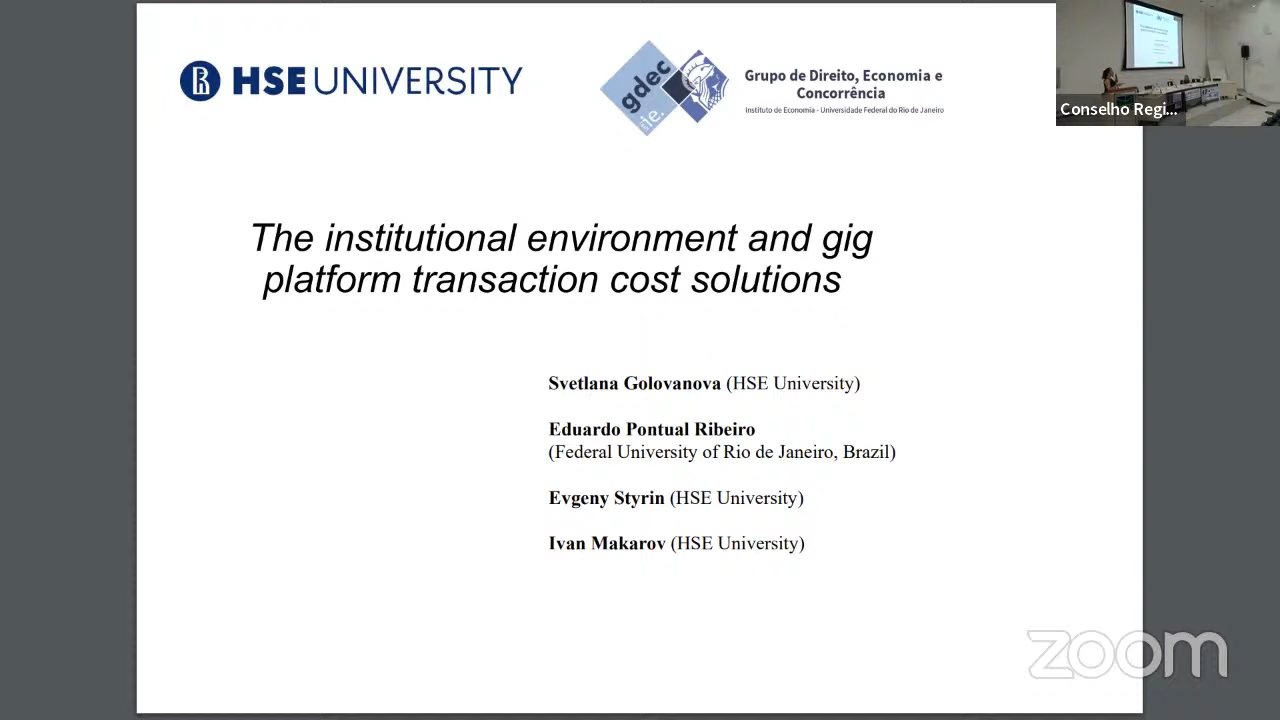 HSE UNIVERSITY
gdec
ie.
Grupo de Direito, Economia e
Concorrência
Instituto de Economia - Universidade Federal do Rio de Janeiro
Conselho Regi...
The institutional environment and gig
platform transaction cost solutions
Svetlana Golovanova (HSE University)
Eduardo Pontual Ribeiro
(Federal University of Rio de Janeiro, Brazil)
Evgeny Styrin (HSE University)
Ivan Makarov (HSE University)
zoom